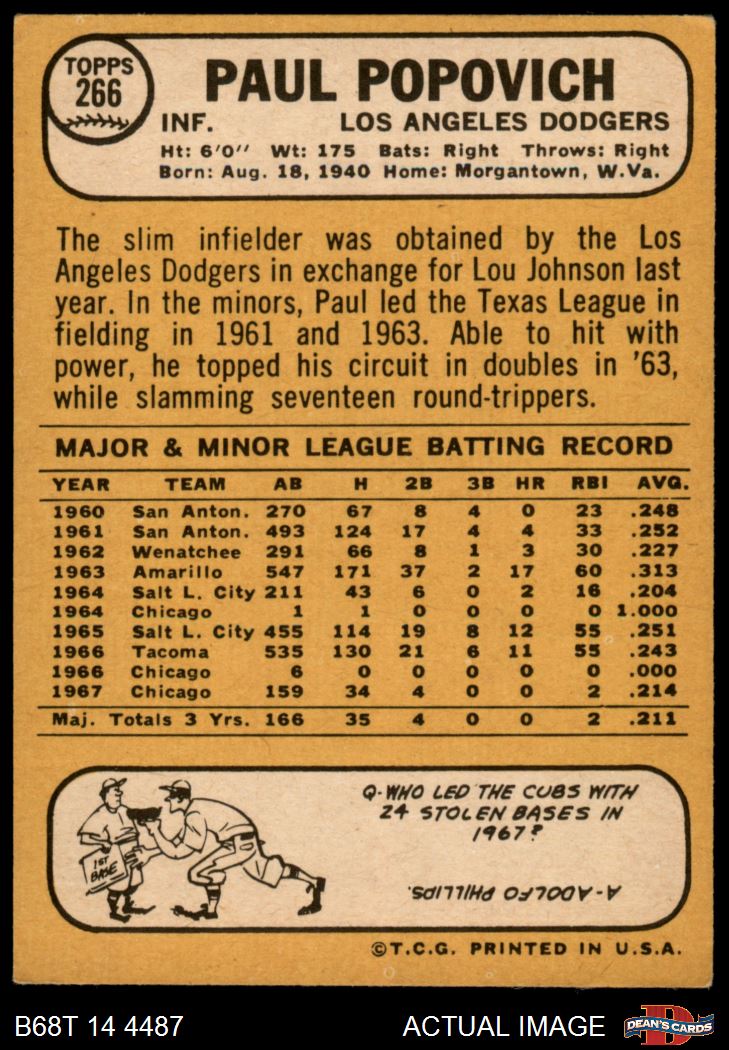 TOPPS
266
PAUL POPOVICH
INF. LOS ANGELES DODGERS
Ht: 6'0'' Wt: 175 Bats: Right Throws: Right
Born: Aug. 18, 1940 Home: Morgantown, W.Va.
The slim infielder was obtained by the Los
Angeles Dodgers in exchange for Lou Johnson last
year. In the minors, Paul led the Texas League in
fielding in 1961 and 1963. Able to hit with
power, he topped his circuit in doubles in '63,
while slamming seventeen round-trippers.
MAJOR & MINOR LEAGUE BATTING RECORD
YEAR TEAM AB H 2B 3B HR RBI AVG.
1960 San Anton. 270 67 8 4 0 23 .248
1961 San Anton. 493 124 17 4 4 33 .252
1962 Wenatchee 291 66 8 1 3 30 .227
1963 Amarillo 547 171 37 2 17 60 .313
1964 Salt L. City 211 43 6 0 2 16 .204
1964 Chicago 1 1 0 0 0 0 1.000
1965 Salt L. City 455 114 19 8 12 55 .251
1966 Tacoma 535 130 21 6 11 55 .243
1966 Chicago 6 0 0 0 0 0 .000
1967 Chicago 159 34 4 0 0 2 .214
Maj. Totals 3 Yrs. 166 35 4 0 0 2 .211
1ST
BASE
Q-WHO LED THE CUBS WITH
24 STOLEN BASES IN
1967?
A-ADOLFO PHILLIPS.
©T.C.G. PRINTED IN U.S.A.
B68T 14 4487 ACTUAL IMAGE
D
DEAN'S CARDS